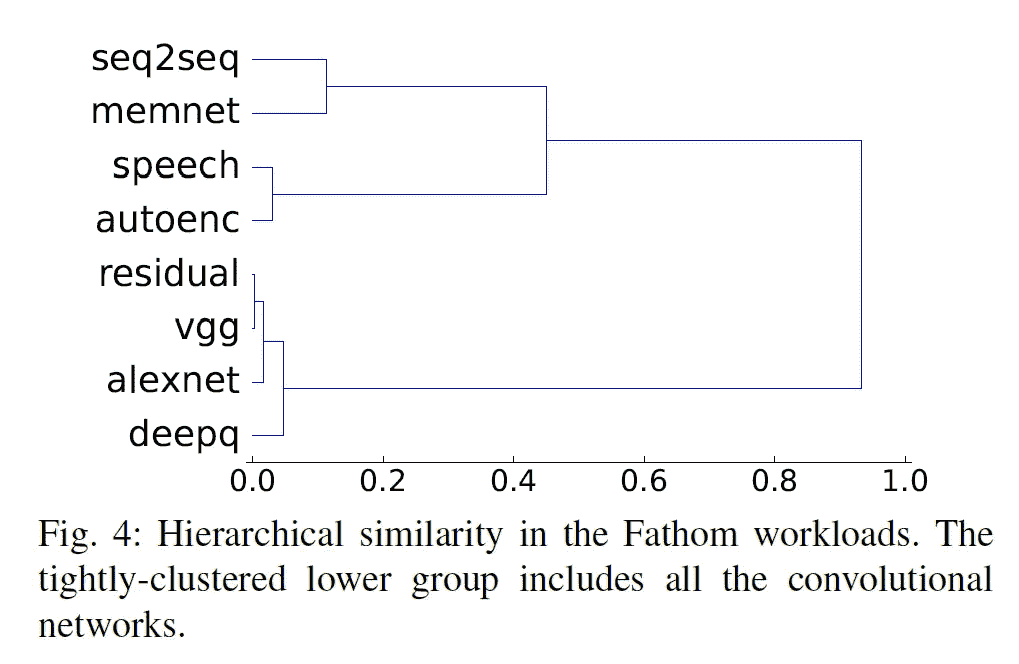 seq2seq
memnet
speech
autoenc
residual
vgg
alexnet
deepq
0.0 0.2 0.4 0.6 0.8 1.0
Fig. 4: Hierarchical similarity in the Fathom workloads. The
tightly-clustered lower group includes all the convolutional
networks.